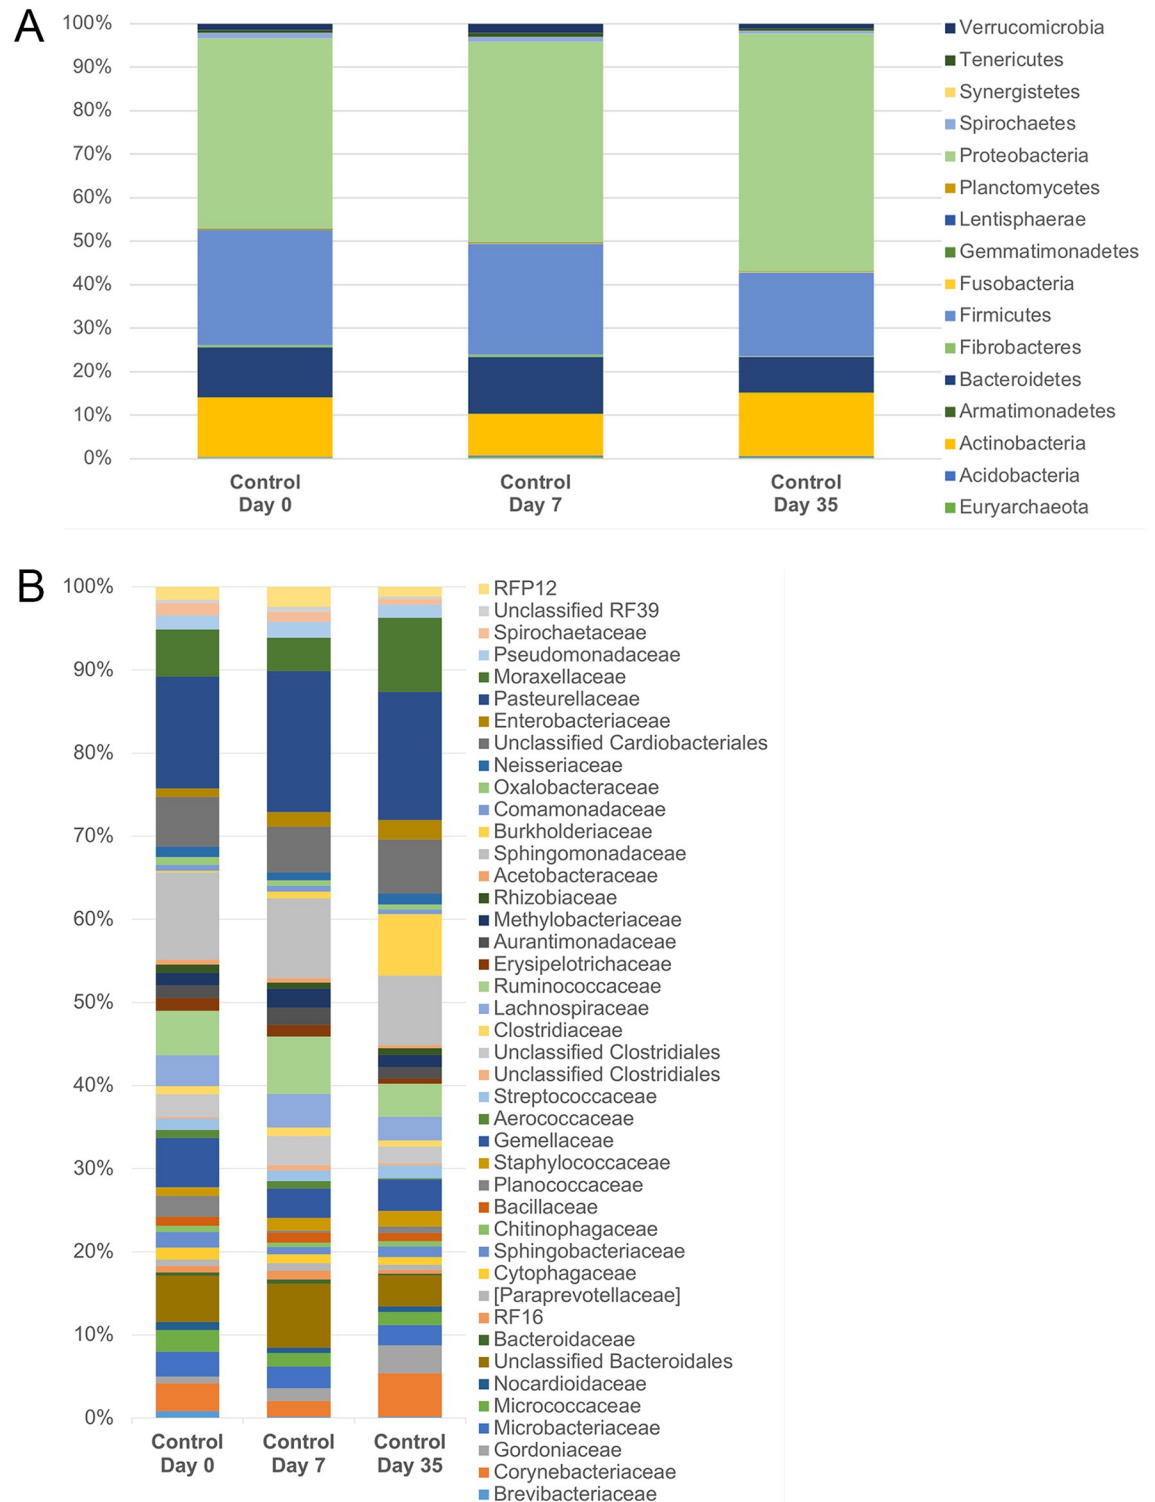 A
100%
90%
80%
70%
60%
50%
40%
30%
20%
10%
0%
Control
Day 0
Control
Day 7
Control
Day 35
Verrucomicrobia
Tenericutes
Synergistetes
Spirochaetes
Proteobacteria
Planctomycetes
Lentisphaerae
Gemmatimonadetes
Fusobacteria
Firmicutes
Fibrobacteres
Bacteroidetes
Armatimonadetes
Actinobacteria
Acidobacteria
Euryarchaeota
B
100%
90%
80%
70%
60%
50%
40%
30%
20%
10%
0%
Control
Day 0
Control
Day 7
Control
Day 35
RFP12
Unclassified RF39
Spirochaetaceae
Pseudomonadaceae
Moraxellaceae
Pasteurellaceae
Enterobacteriaceae
Unclassified Cardiobacteriales
Neisseriaceae
Oxalobacteraceae
Comamonadaceae
Burkholderiaceae
Sphingomonadaceae
Acetobacteraceae
Rhizobiaceae
Methylobacteriaceae
Aurantimonadaceae
Erysipelotrichaceae
Ruminococcaceae
Lachnospiraceae
Clostridiaceae
Unclassified Clostridiales
Unclassified Clostridiales
Streptococcaceae
Aerococcaceae
Gemellaceae
Staphylococcaceae
Planococcaceae
Bacillaceae
Chitinophagaceae
Sphingobacteriaceae
Cytophagaceae
[Paraprevotellaceae]
RF16
Bacteroidaceae
Unclassified Bacteroidales
Nocardioidaceae
Micrococcaceae
Microbacteriaceae
Gordoniaceae
Corynebacteriaceae
Brevibacteriaceae